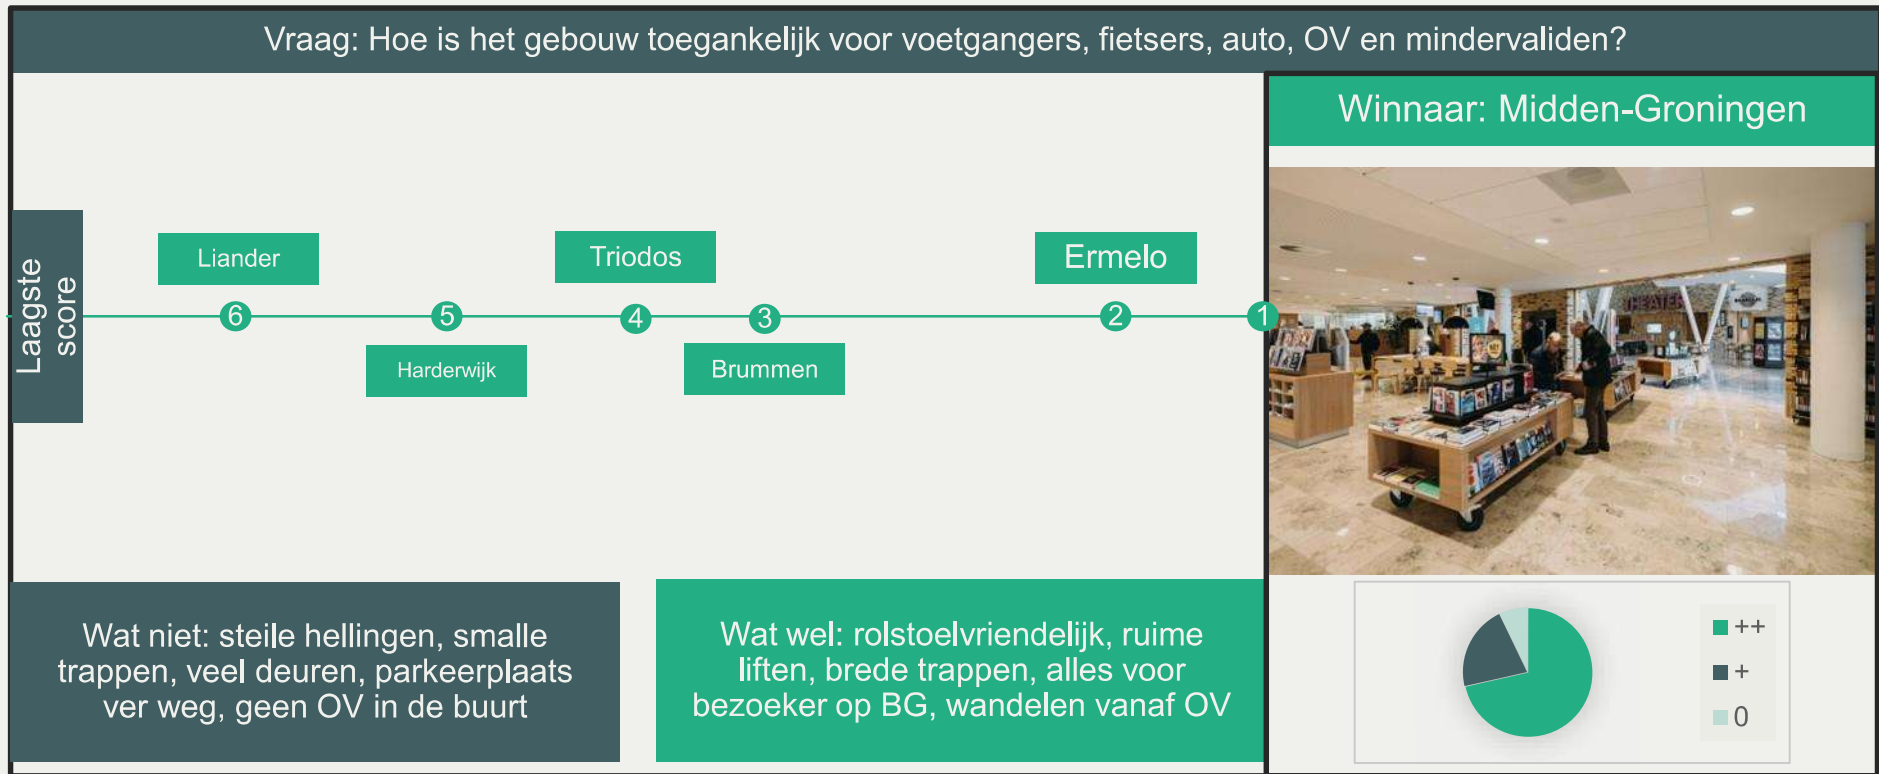 Vraag: Hoe is het gebouw toegankelijk voor voetgangers, fietsers, auto, OV en mindervaliden?
Winnaar: Midden-Groningen
Laagste
score
Liander
Triodos
Ermelo
6
5
4
3
2
1
Harderwijk
Brummen
THEATER
Wat niet: steile hellingen, smalle
trappen, veel deuren, parkeerplaats
ver weg, geen OV in de buurt
Wat wel: rolstoelvriendelijk, ruime
liften, brede trappen, alles voor
bezoeker op BG, wandelen vanaf OV
++
+
0